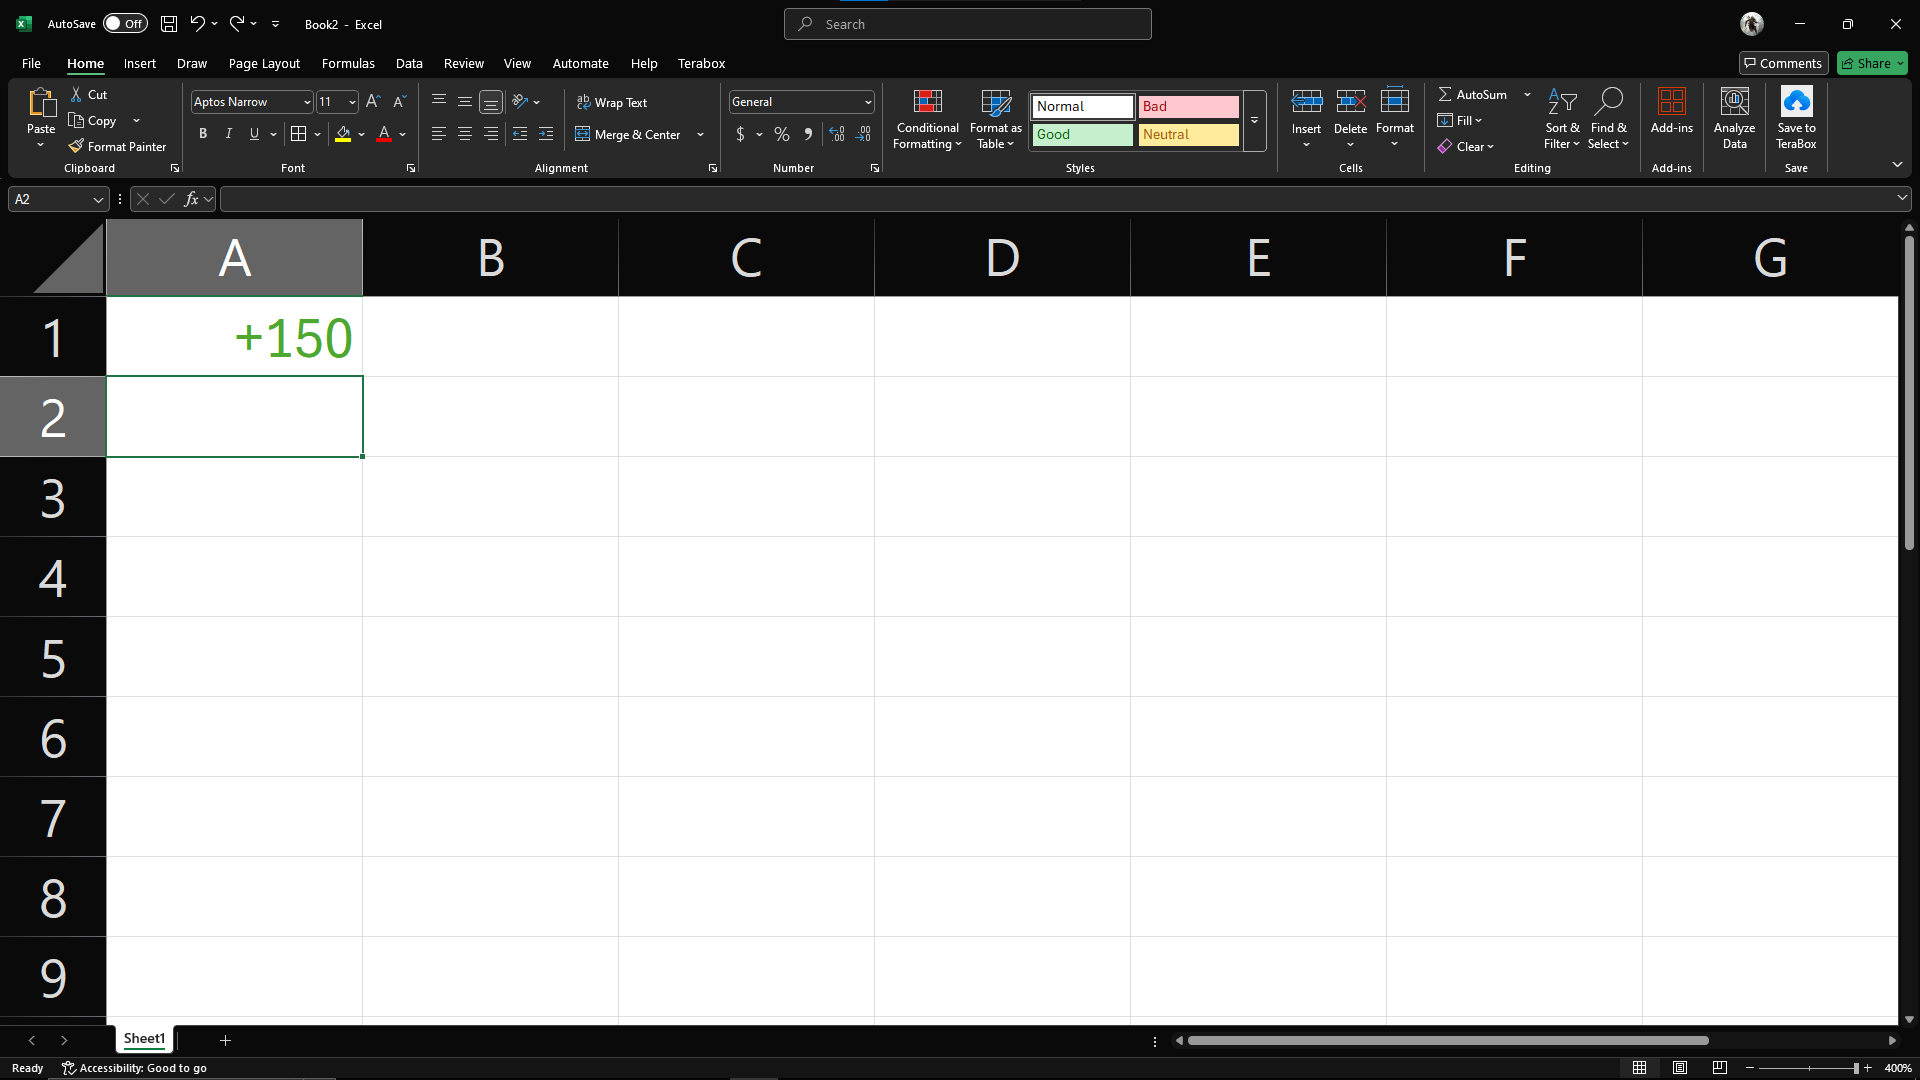 AutoSave Off Book2 - Excel Search
File Home Insert Draw Page Layout Formulas Data Review View Automate Help Terabox Comments Share
Paste
Cut
Copy
Format Painter
Clipboard
Aptos Narrow 11
B I U
Font
Wrap Text
Merge & Center
Alignment
General
$ % 9
Number
Conditional Formatting
Format as Table
Normal Bad
Good Neutral
Styles
Insert Delete Format
Cells
AutoSum
Fill
Clear
Sort & Filter
Find & Select
Editing
Add-ins
Add-ins
Analyze Data
Save to TeraBox
Save
A2 fx
A B C D E F G
1 +150
2
3
4
5
6
7
8
9
Sheet1
Ready Accessibility: Good to go 400%